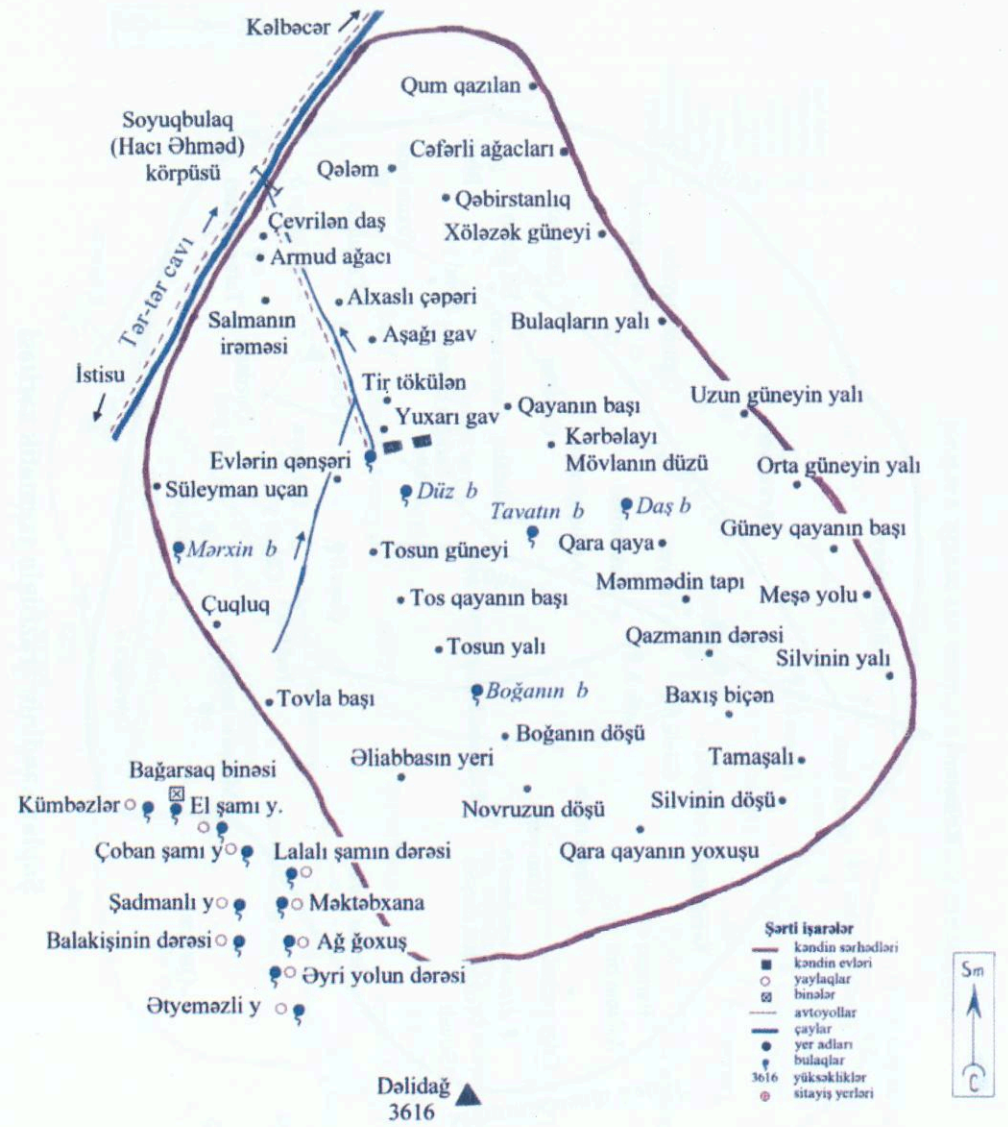 Kəlbəcər
Qum qazılan
Soyuqbulaq
(Hacı Əhməd)
körpüsü
Cəfərli ağacları
Qələm
Qəbirstanlıq
Çevrilən daş
Xöləzək güneyi
Armud ağacı
Tər-tər cavı
Alxaslı çəpəri
Salmanın
irəməsi
Bulaqların yalı
Aşağı gav
İstisu
Tir tökülən
Uzun güneyin yalı
Qayanın başı
Yuxarı gav
Kərbəlayı
Mövlanın düzü
Evlərin qənşəri
Orta güneyin yalı
Süleyman uçan
Düz b
Tavatın b
Daş b
Güney qayanın başı
Mərxin b
Tosun güneyi
Qara qaya
Məmmədin tapı
Meşə yolu
Çuqluq
Tos qayanın başı
Qazmanın dərəsi
Tosun yalı
Silvinin yalı
Boğanın b
Baxış biçən
Tovla başı
Boğanın döşü
Əliabbasın yeri
Tamaşalı
Bağarsaq binəsi
Kümbəzlər
El şamı y.
Novruzun döşü
Silvinin döşü
Çoban şamı y
Lalalı şamın dərəsi
Qara qayanın yoxuşu
Şadmanlı y
Məktəbxana
Balakişinin dərəsi
Ağ ğoxuş
Əyri yolun dərəsi
Ətyeməzli y
Dəlidağ
3616
Şərti işarələr
kəndin sərhədləri
kəndin evləri
yaylaqlar
binələr
avtoyollar
çaylar
yer adları
bulaqlar
3616 yüksəkliklər
sitayiş yerləri
Şm
C